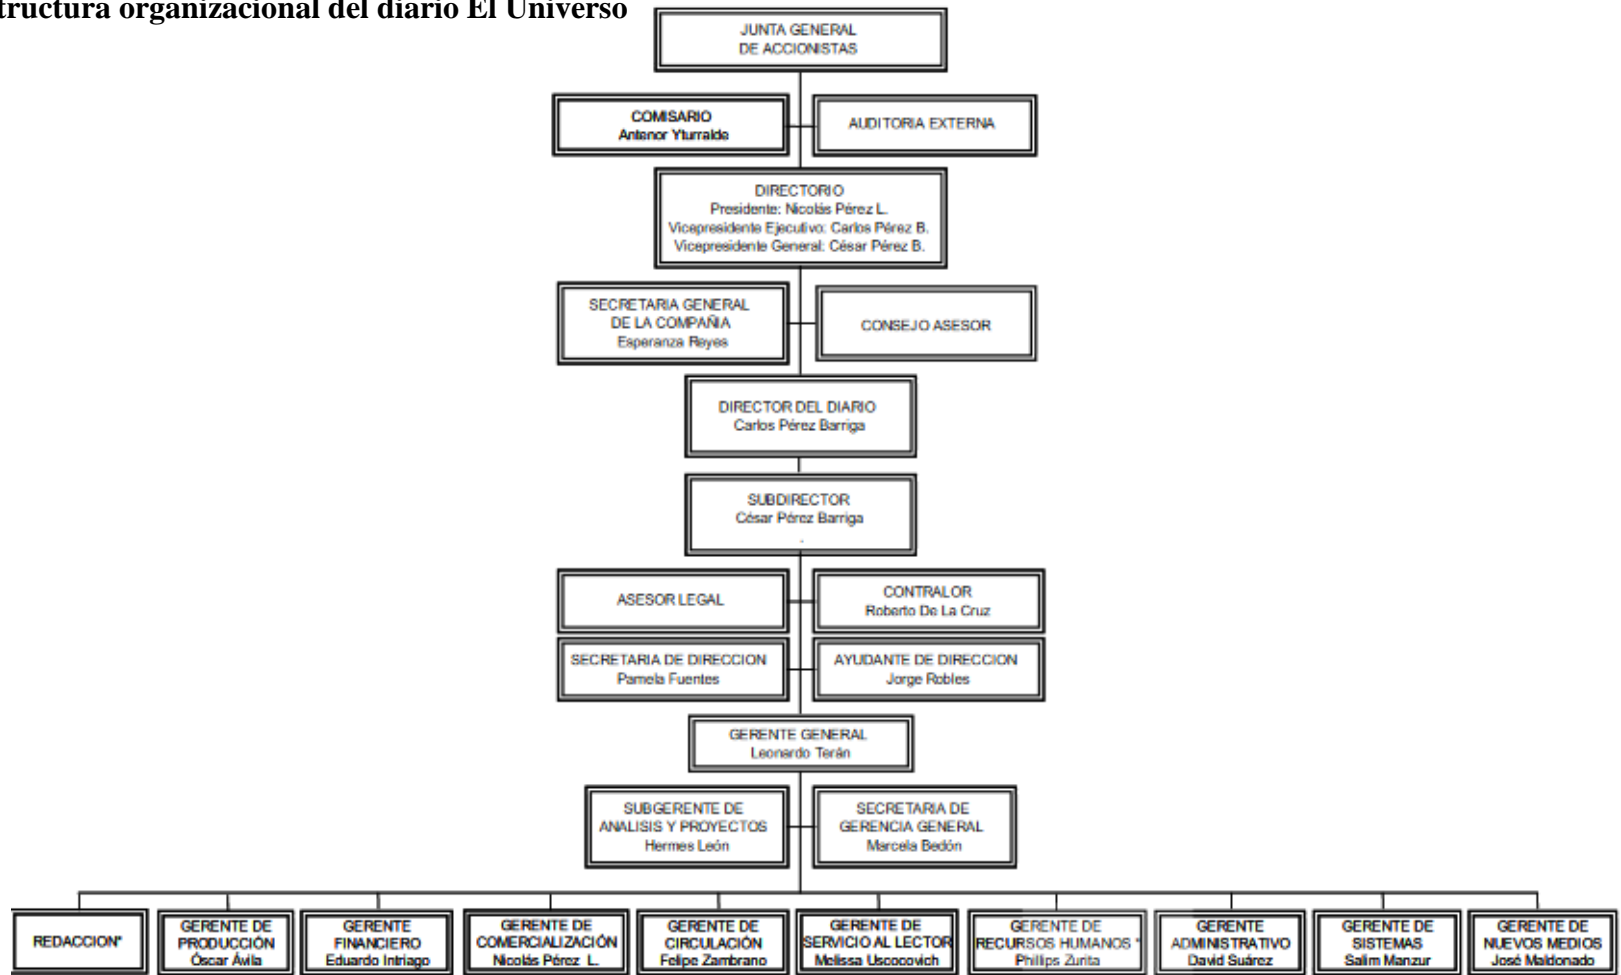 tructura organizacional del diario El Universo
JUNTA GENERAL
DE ACCIONISTAS
COMISARIO
Antenor Yturralde
AUDITORIA EXTERNA
DIRECTORIO
Presidente: Nicolás Pérez L.
Vicepresidente Ejecutivo: Carlos Pérez B.
Vicepresidente General: César Pérez B.
SECRETARIA GENERAL
DE LA COMPAÑIA
Esperanza Reyes
CONSEJO ASESOR
DIRECTOR DEL DIARIO
Carlos Pérez Barriga
SUBDIRECTOR
César Pérez Barriga
.
ASESOR LEGAL
CONTRALOR
Roberto De La Cruz
SECRETARIA DE DIRECCION
Pamela Fuentes
AYUDANTE DE DIRECCION
Jorge Robles
GERENTE GENERAL
Leonardo Terán
SUBGERENTE DE
ANALISIS Y PROYECTOS
Hermes León
SECRETARIA DE
GERENCIA GENERAL
Marcela Bedón
REDACCION*
GERENTE DE
PRODUCCIÓN
Óscar Ávila
GERENTE
FINANCIERO
Eduardo Intriago
GERENTE DE
COMERCIALIZACIÓN
Nicolás Pérez L.
GERENTE DE
CIRCULACIÓN
Felipe Zambrano
GERENTE DE
SERVICIO AL LECTOR
Melissa Uscocovich
GERENTE DE
RECURSOS HUMANOS *
Phillips Zurita
GERENTE
ADMINISTRATIVO
David Suárez
GERENTE DE
SISTEMAS
Salim Manzur
GERENTE DE
NUEVOS MEDIOS
José Maldonado